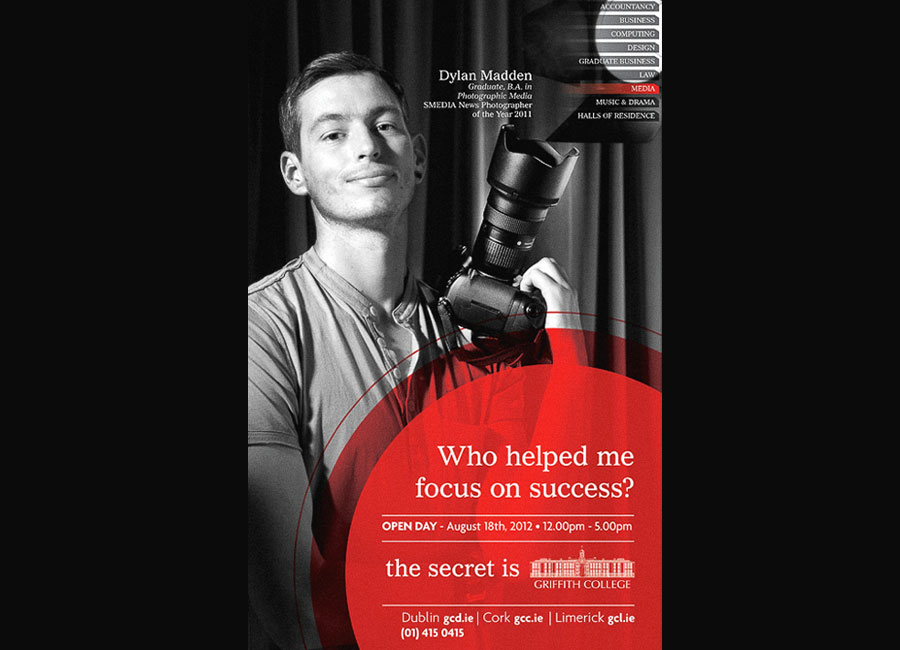 ACCOUNTANCY
BUSINESS
COMPUTING
DESIGN
GRADUATE BUSINESS
LAW
MEDIA
MUSIC & DRAMA
HALLS OF RESIDENCE
Dylan Madden
Graduate, B.A. in
Photographic Media
SMEDIA News Photographer
of the Year 2011
Who helped me
focus on success?
OPEN DAY - August 18th, 2012 • 12.00pm - 5.00pm
the secret is
GRIFFITH COLLEGE
Dublin gcd.ie | Cork gcc.ie | Limerick gcl.ie
(01) 415 0415